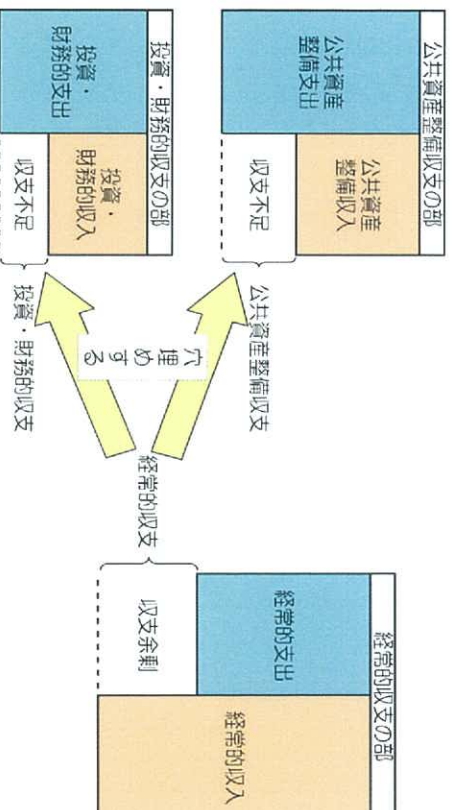 経常的収支の部
経常的支出
経常的収入
収支余剰
経常的収支
穴埋めする
公共資産整備収支の部
公共資産
整備支出
公共資産
整備収入
収支不足
公共資産整備収支
投資・財務的収支の部
投資・
財務的支出
投資・
財務的収入
収支不足
投資・財務的収支